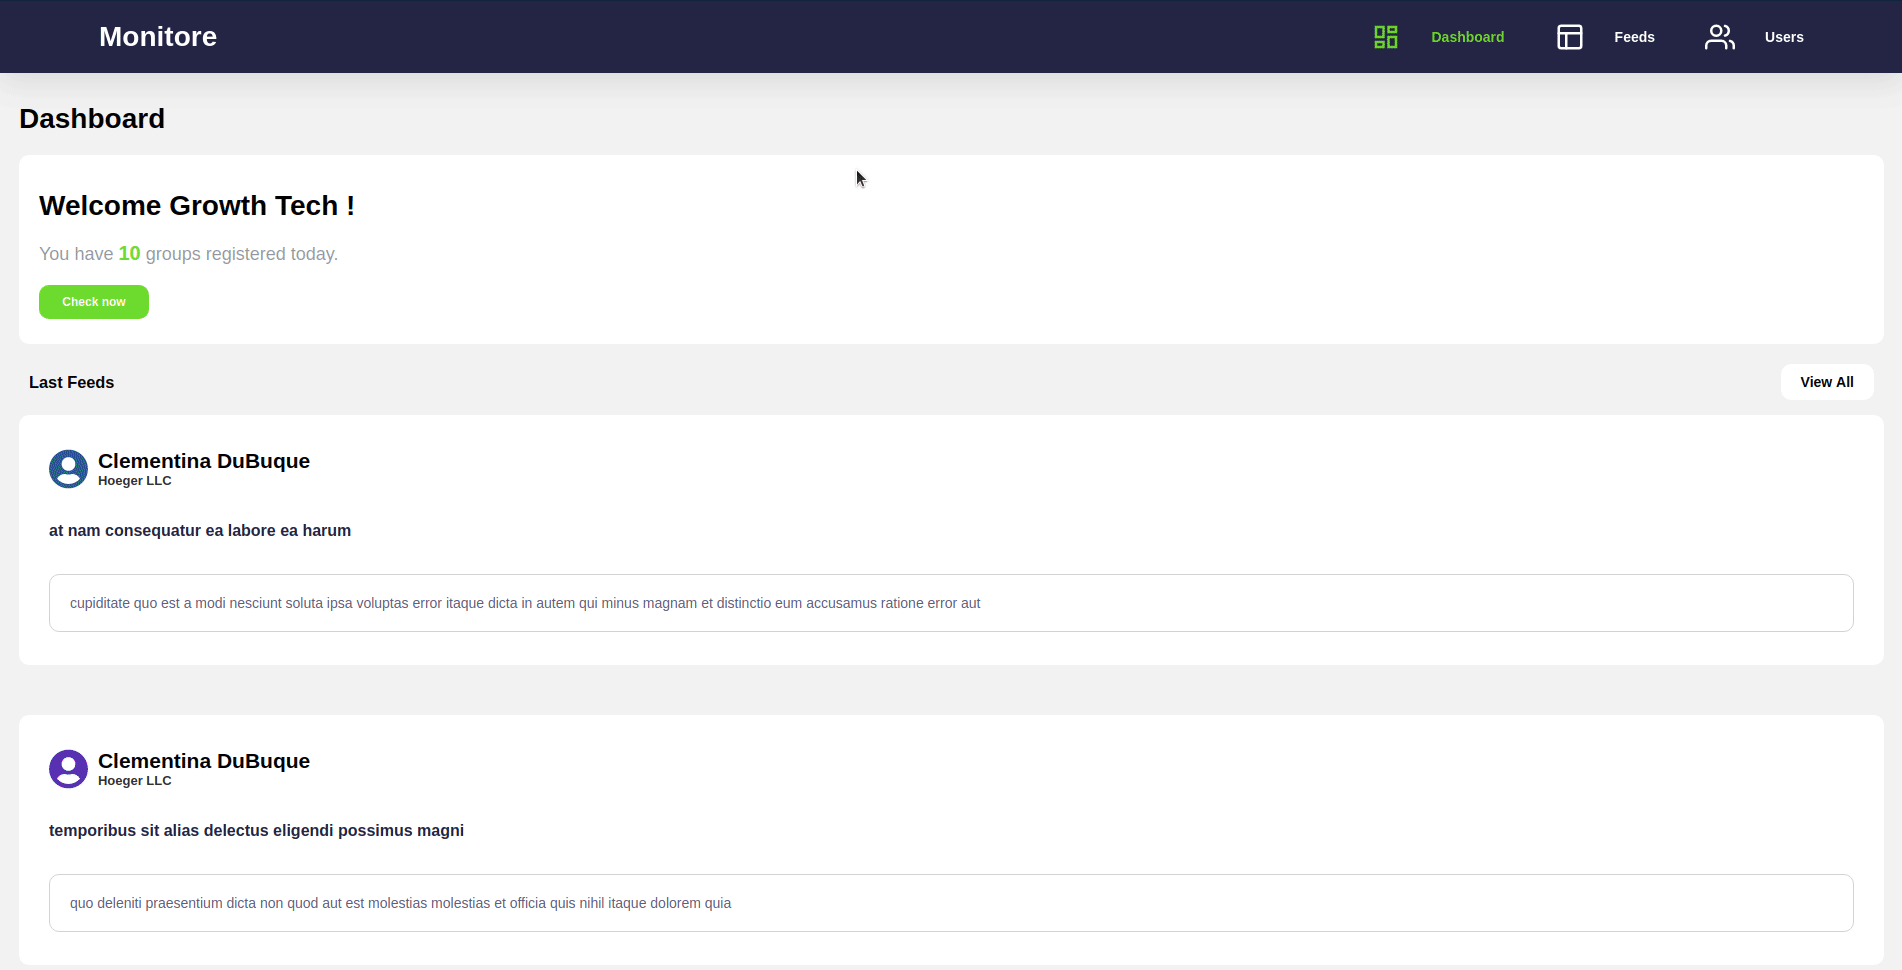 Monitore
Dashboard
Feeds
Users
Dashboard
Welcome Growth Tech !
You have 10 groups registered today.
Check now
Last Feeds
View All
Clementina DuBuque
Hoeger LLC
at nam consequatur ea labore ea harum
cupiditate quo est a modi nesciunt soluta ipsa voluptas error itaque dicta in autem qui minus magnam et distinctio eum accusamus ratione error aut
Clementina DuBuque
Hoeger LLC
temporibus sit alias delectus eligendi possimus magni
quo deleniti praesentium dicta non quod aut est molestias molestias et officia quis nihil itaque dolorem quia